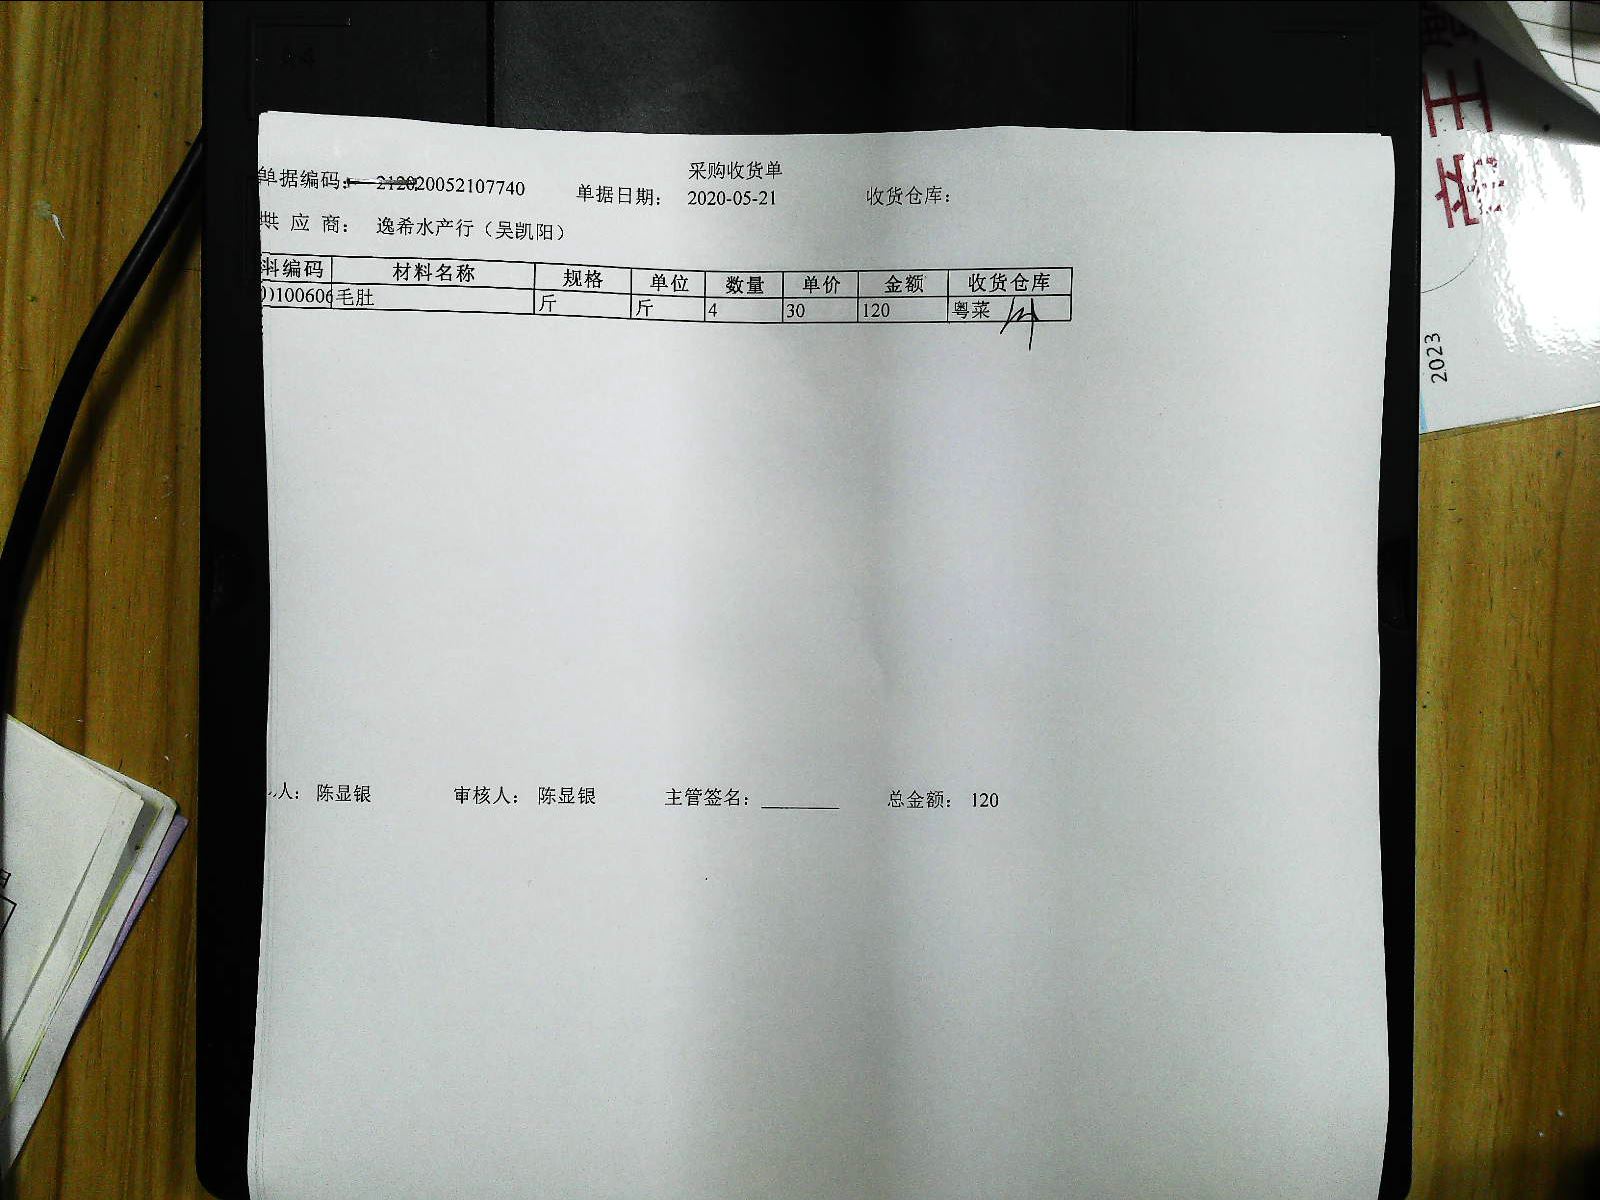 采购收货单
单据编码： 212020052107740 单据日期： 2020-05-21 收货仓库：
供 应 商： 逸希水产行（吴凯阳）
料编码 材料名称 规格 单位 数量 单价 金额 收货仓库
)100606 毛肚 斤 斤 4 30 120 粤菜
人： 陈显银 审核人： 陈显银 主管签名： ________ 总金额： 120
2023